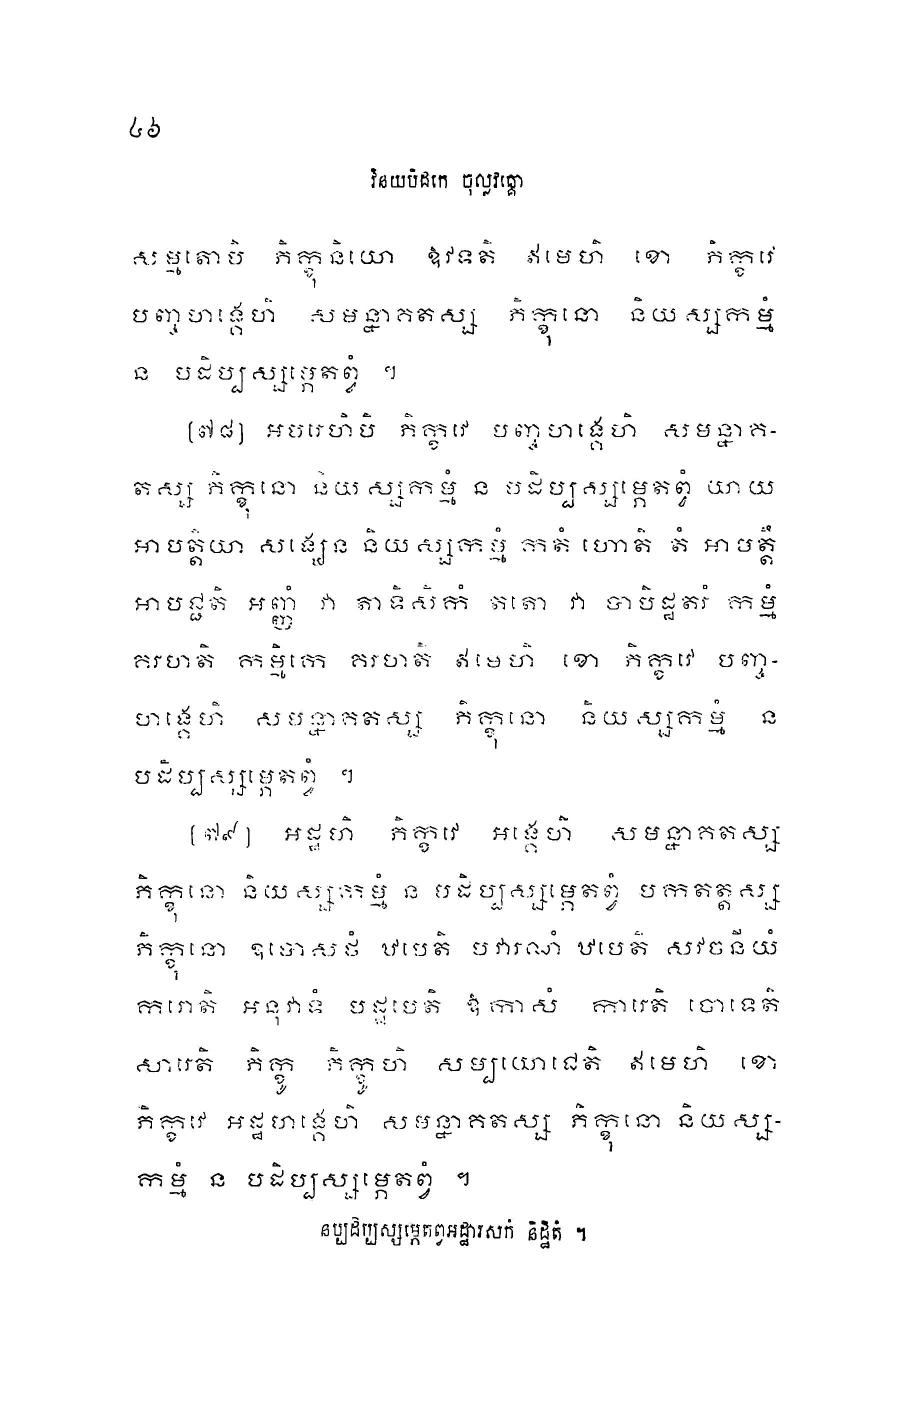 ៤៦
វិនយបិដកេ ចុល្លវគ្គោ
សម្មតោបិ ភិក្ខុនិយោ ឱវទតិ ឥមេហិ ខោ ភិក្ខវេ
បញ្ចហង្គេហិ សមន្នាគតស្ស ភិក្ខុនោ និយស្សកម្មំ
ន បដិប្បស្សម្ភេតព្វំ ។
[៧៨] អបរេហិបិ ភិក្ខវេ បញ្ចហង្គេហិ សមន្នាគ-
តស្ស ភិក្ខុនោ និយស្សកម្មំ ន បដិប្បស្សម្ភេតព្វំ យាយ
អាបត្តិយា សង្ឃេន និយស្សកម្មំ កតំ ហោតិ តំ អាបត្តឹ
អាបជ្ជតិ អញ្ញំ វា តាទិសិកំ តតោ វា បាបិដ្ឋតរំ កម្មំ
គរហតិ កម្មិកេ គរហតិ ឥមេហិ ខោ ភិក្ខវេ បញ្ច-
ហង្គេហិ សមន្នាគតស្ស ភិក្ខុនោ និយស្សកម្មំ ន
បដិប្បស្សម្ភេតព្វំ ។
[៧៩] អដ្ឋហិ ភិក្ខវេ អង្គេហិ សមន្នាគតស្ស
ភិក្ខុនោ និយស្សកម្មំ ន បដិប្បស្សម្ភេតព្វំ បកតត្តស្ស
ភិក្ខុនោ ឧបោសថំ ឋបេតិ បវារណំ ឋបេតិ សវចនីយំ
ករោតិ អនុវាទំ បដ្ឋបេតិ ឱកាសំ ការេតិ ចោទេតិ
សារេតិ ភិក្ខូ ភិក្ខូហិ សម្បយោជេតិ ឥមេហិ ខោ
ភិក្ខវេ អដ្ឋហង្គេហិ សមន្នាគតស្ស ភិក្ខុនោ និយស្ស-
កម្មំ ន បដិប្បស្សម្ភេតព្វំ ។
នប្បដិប្បស្សម្ភេតព្វអដ្ឋារសកំ និដ្ឋិតំ ។